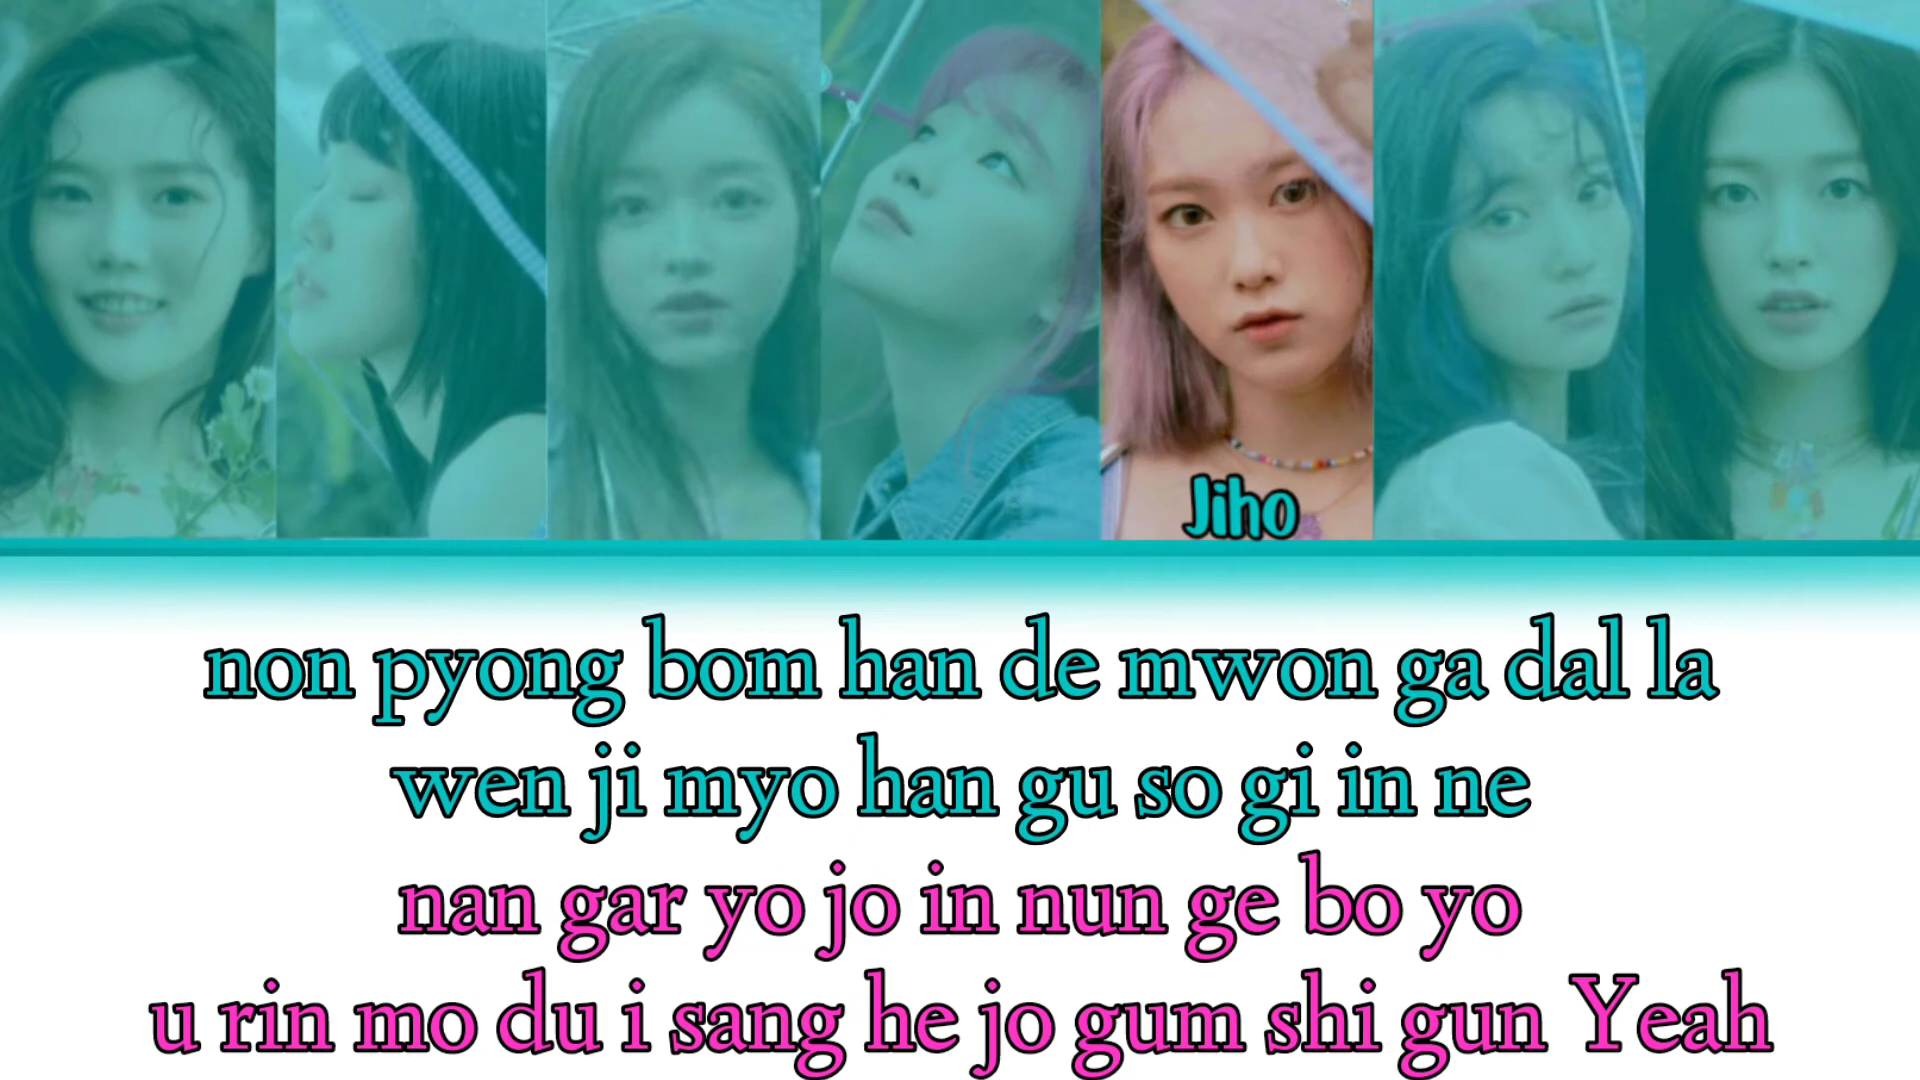 Jiho
non pyong bom han de mwon ga dal la
wen ji myo han gu so gi in ne
nan gar yo jo in nun ge bo yo
u rin mo du i sang he jo gum shi gun Yeah